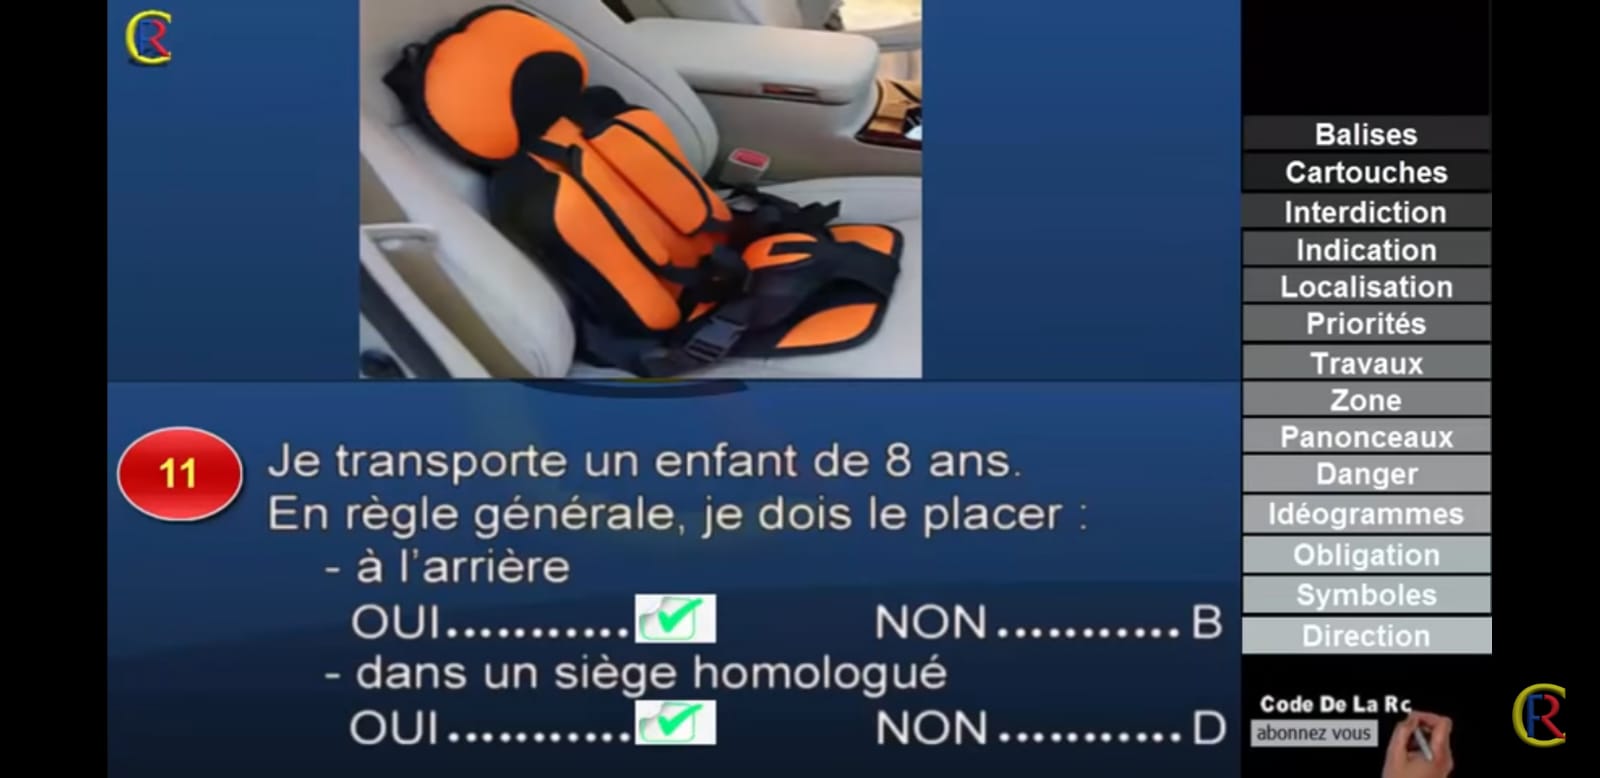 CR
11
Je transporte un enfant de 8 ans.
En règle générale, je dois le placer :
- à l'arrière
OUI........... NON........... B
- dans un siège homologué
OUI........... NON........... D
Balises
Cartouches
Interdiction
Indication
Localisation
Priorités
Travaux
Zone
Panonceaux
Danger
Idéogrammes
Obligation
Symboles
Direction
Code De La Rc
abonnez vous
CR